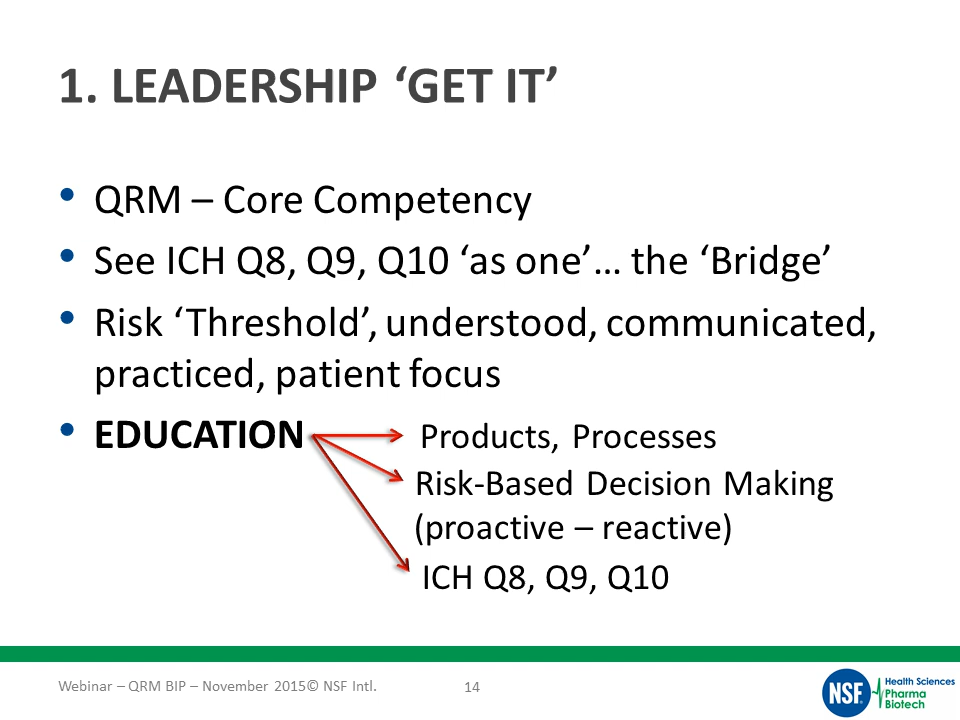 1. LEADERSHIP ‘GET IT’
• QRM – Core Competency
• See ICH Q8, Q9, Q10 ‘as one’… the ‘Bridge’
• Risk ‘Threshold’, understood, communicated,
practiced, patient focus
• EDUCATION
Products, Processes
Risk-Based Decision Making
(proactive – reactive)
ICH Q8, Q9, Q10
Webinar – QRM BIP – November 2015© NSF Intl.
14
NSF
Health Sciences
Pharma
Biotech